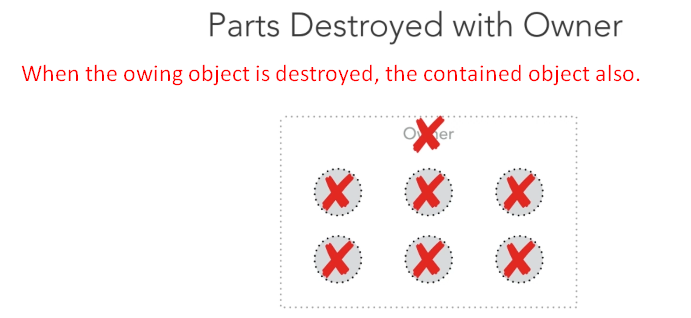 Parts Destroyed with Owner
When the owing object is destroyed, the contained object also.